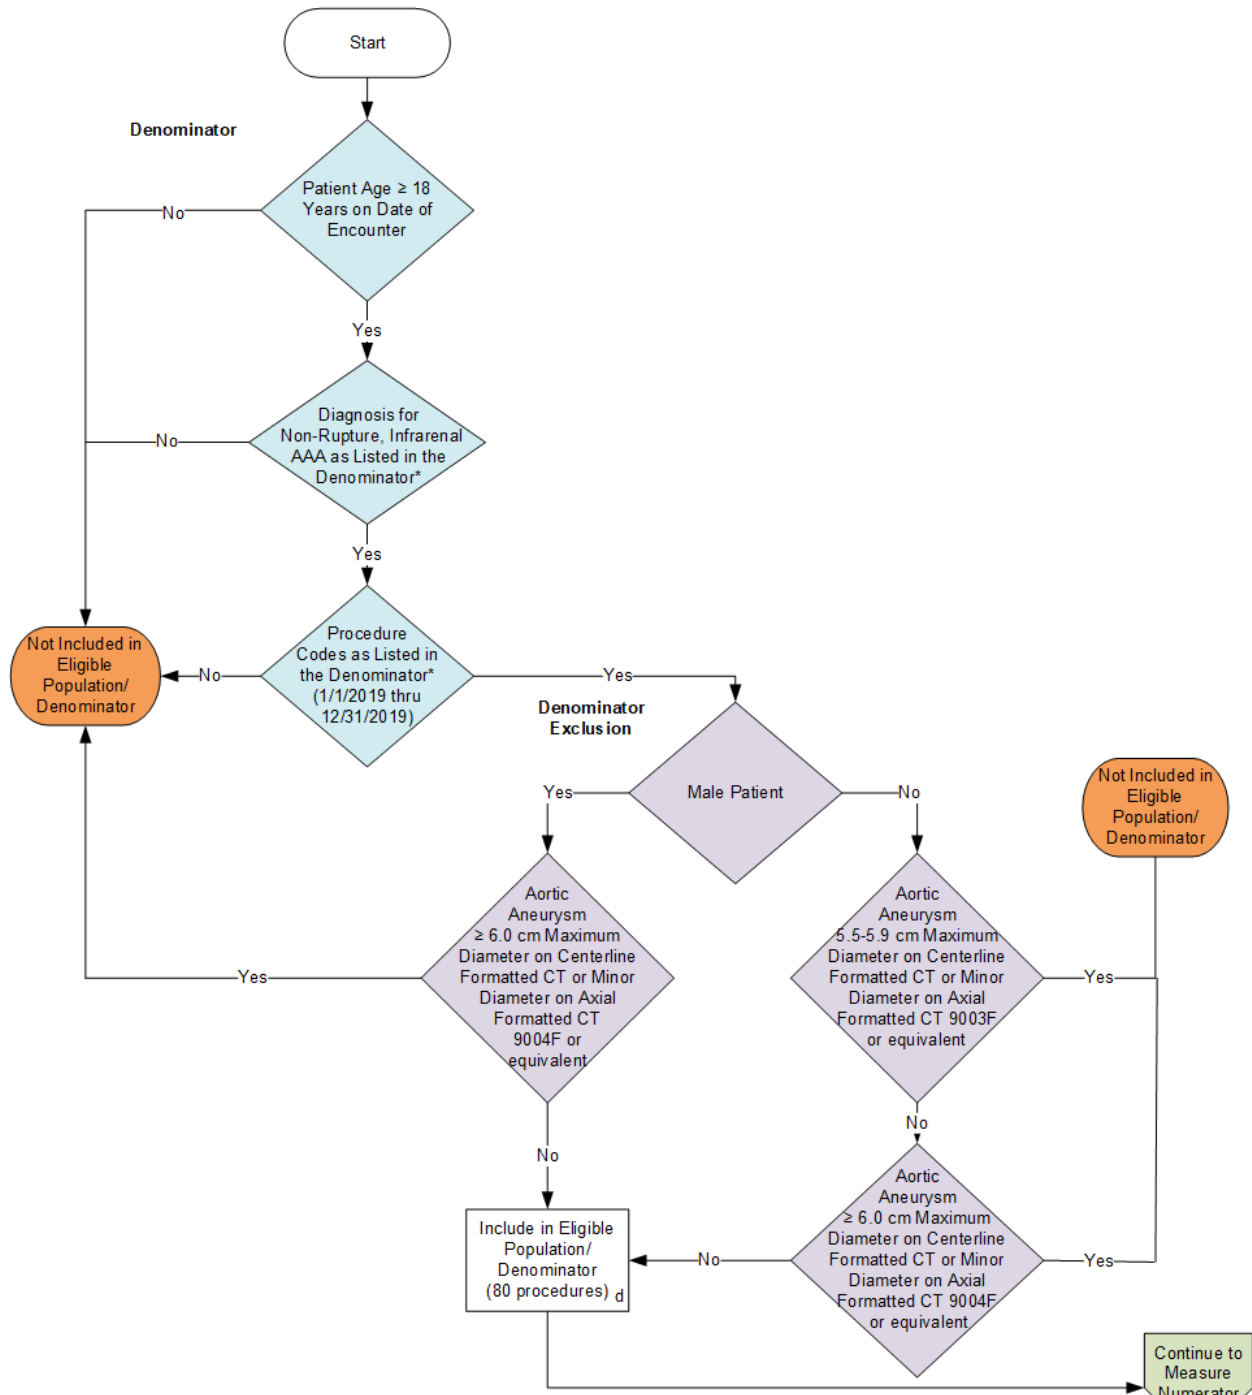 Start
Denominator
Patient Age ≥ 18
Years on Date of
Encounter
No
Yes
Diagnosis for
Non-Rupture, Infrarenal
AAA as Listed in the
Denominator*
No
Yes
Procedure
Codes as Listed in
the Denominator*
(1/1/2019 thru
12/31/2019)
No
Yes
Not Included in
Eligible
Population/
Denominator
Denominator
Exclusion
Male Patient
Yes
No
Not Included in
Eligible
Population/
Denominator
Aortic
Aneurysm
≥ 6.0 cm Maximum
Diameter on Centerline
Formatted CT or Minor
Diameter on Axial
Formatted CT
9004F or
equivalent
Yes
No
Aortic
Aneurysm
5.5-5.9 cm Maximum
Diameter on Centerline
Formatted CT or Minor
Diameter on Axial
Formatted CT 9003F
or equivalent
Yes
No
Aortic
Aneurysm
≥ 6.0 cm Maximum
Diameter on Centerline
Formatted CT or Minor
Diameter on Axial
Formatted CT 9004F
or equivalent
No
Yes
Include in Eligible
Population/
Denominator
(80 procedures) d
Continue to
Measure
Numerator